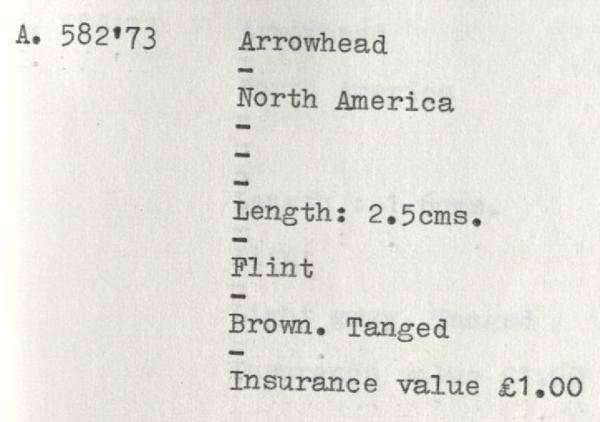 A. 582'73 Arrowhead
-
North America
-
-
-
Length: 2.5cms.
-
Flint
-
Brown. Tanged
-
Insurance value £1.00